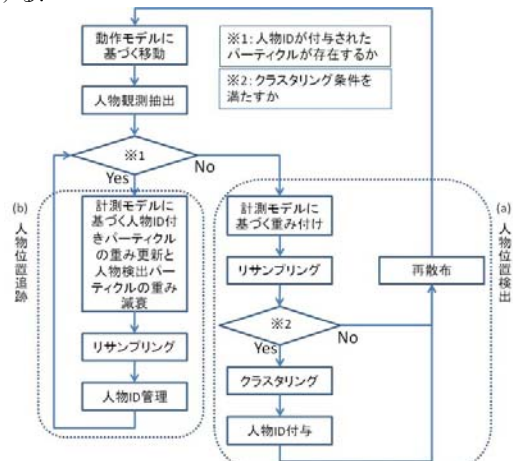 動作モデルに
基づく移動
※1:人物IDが付与された
パーティクルが存在するか
※2:クラスタリング条件を
満たすか
人物観測抽出
※1
Yes
No
(b)
人物位置追跡
計測モデルに
基づく人物ID付
きパーティクル
の重み更新と
人物検出パー
ティクルの重み
減衰
リサンプリング
人物ID管理
計測モデルに
基づく重み付け
リサンプリング
※2
Yes
No
クラスタリング
人物ID付与
再散布
(a)
人物位置検出